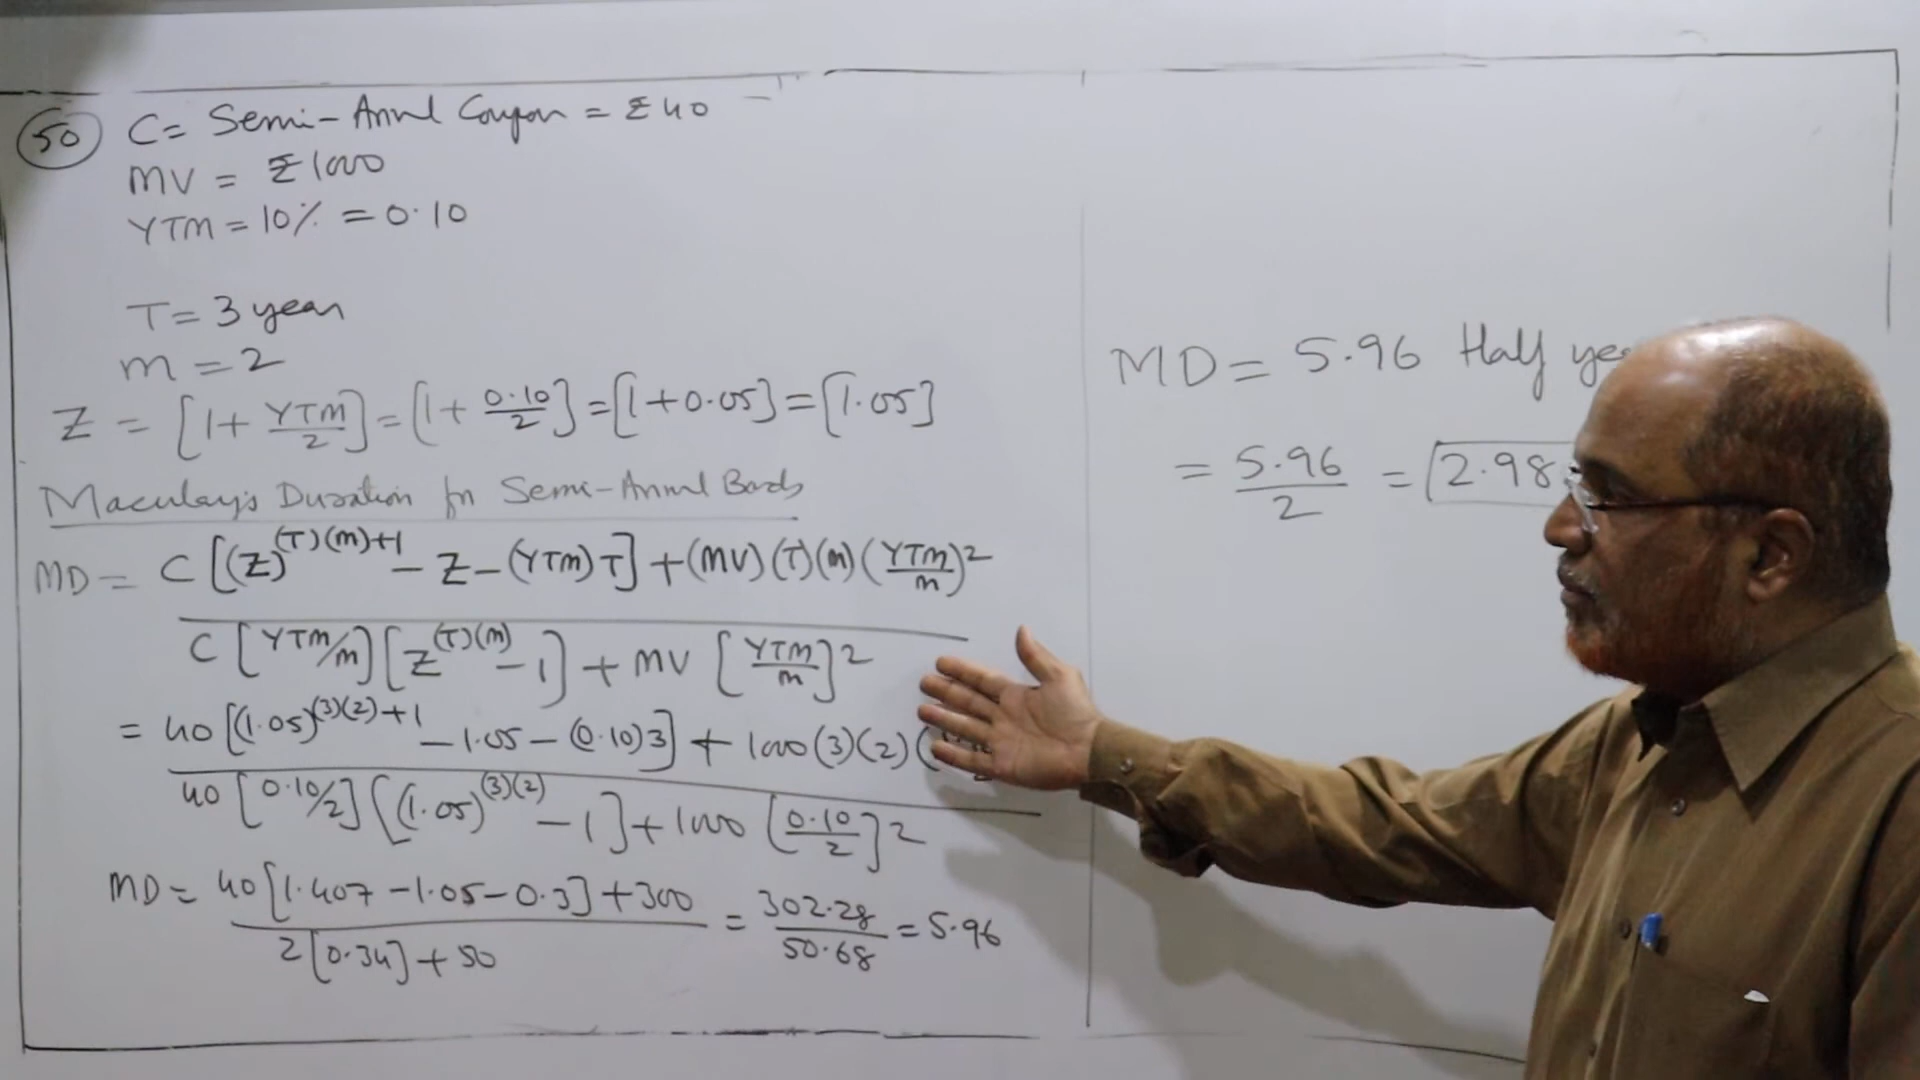 50
C = Semi-Annul Coupon = ₹ 40
MV = ₹ 1000
YTM = 10% = 0.10
T = 3 year
m = 2
Z = [1 + YTM/2] = [1 + 0.10/2] = [1 + 0.05] = [1.05]
Maculay's Duration for Semi-Annul Bonds
MD = C [(Z)^(T)(m)+1 - Z - (YTM) T] + (MV) (T) (m) (YTM/m)^2
C [YTM/m] [Z^(T)(m) - 1] + MV [YTM/m]^2
= 40 [(1.05)^(3)(2)+1 - 1.05 - (0.10) 3] + 1000 (3) (2) (
40 [0.10/2] [(1.05)^(3)(2) - 1] + 1000 [0.10/2]^2
MD = 40 [1.407 - 1.05 - 0.3] + 300 / 2 [0.34] + 50 = 302.28/50.68 = 5.96
MD = 5.96 Half
= 5.96/2 = 2.98